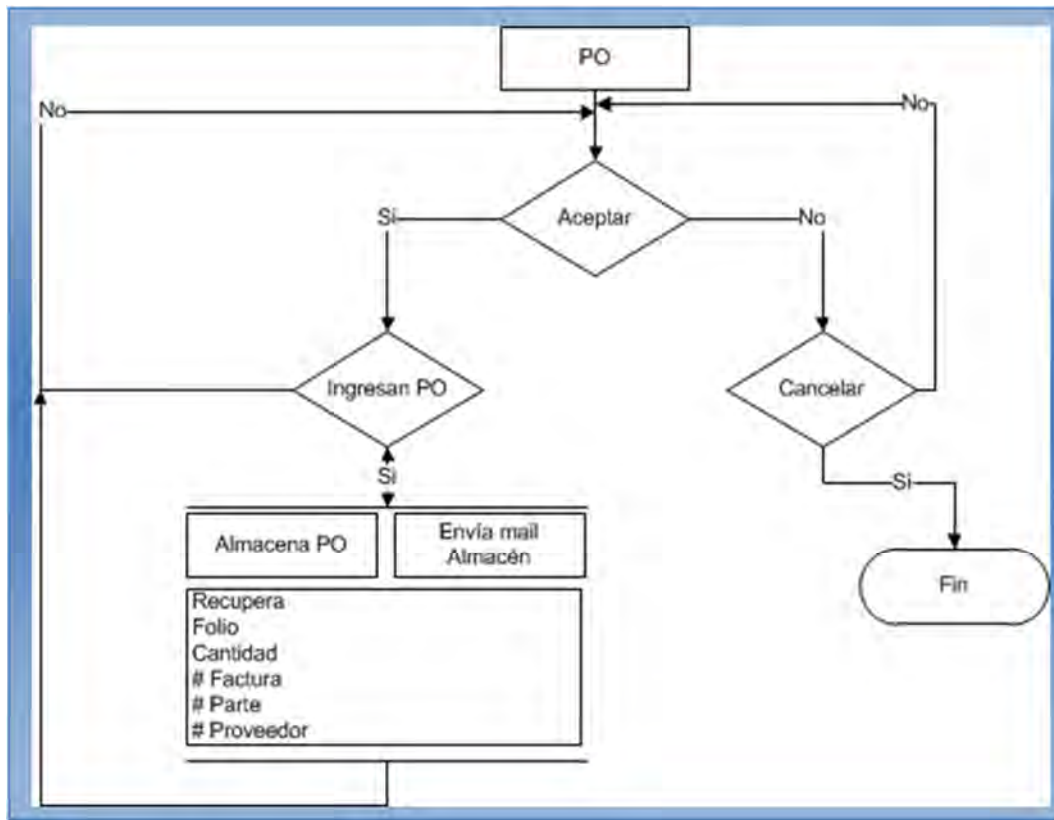 PO
No
No
Aceptar
Si
No
Ingresan PO
Cancelar
Si
Si
Almacena PO
Envía mail
Almacén
Fin
Recupera
Folio
Cantidad
# Factura
# Parte
# Proveedor